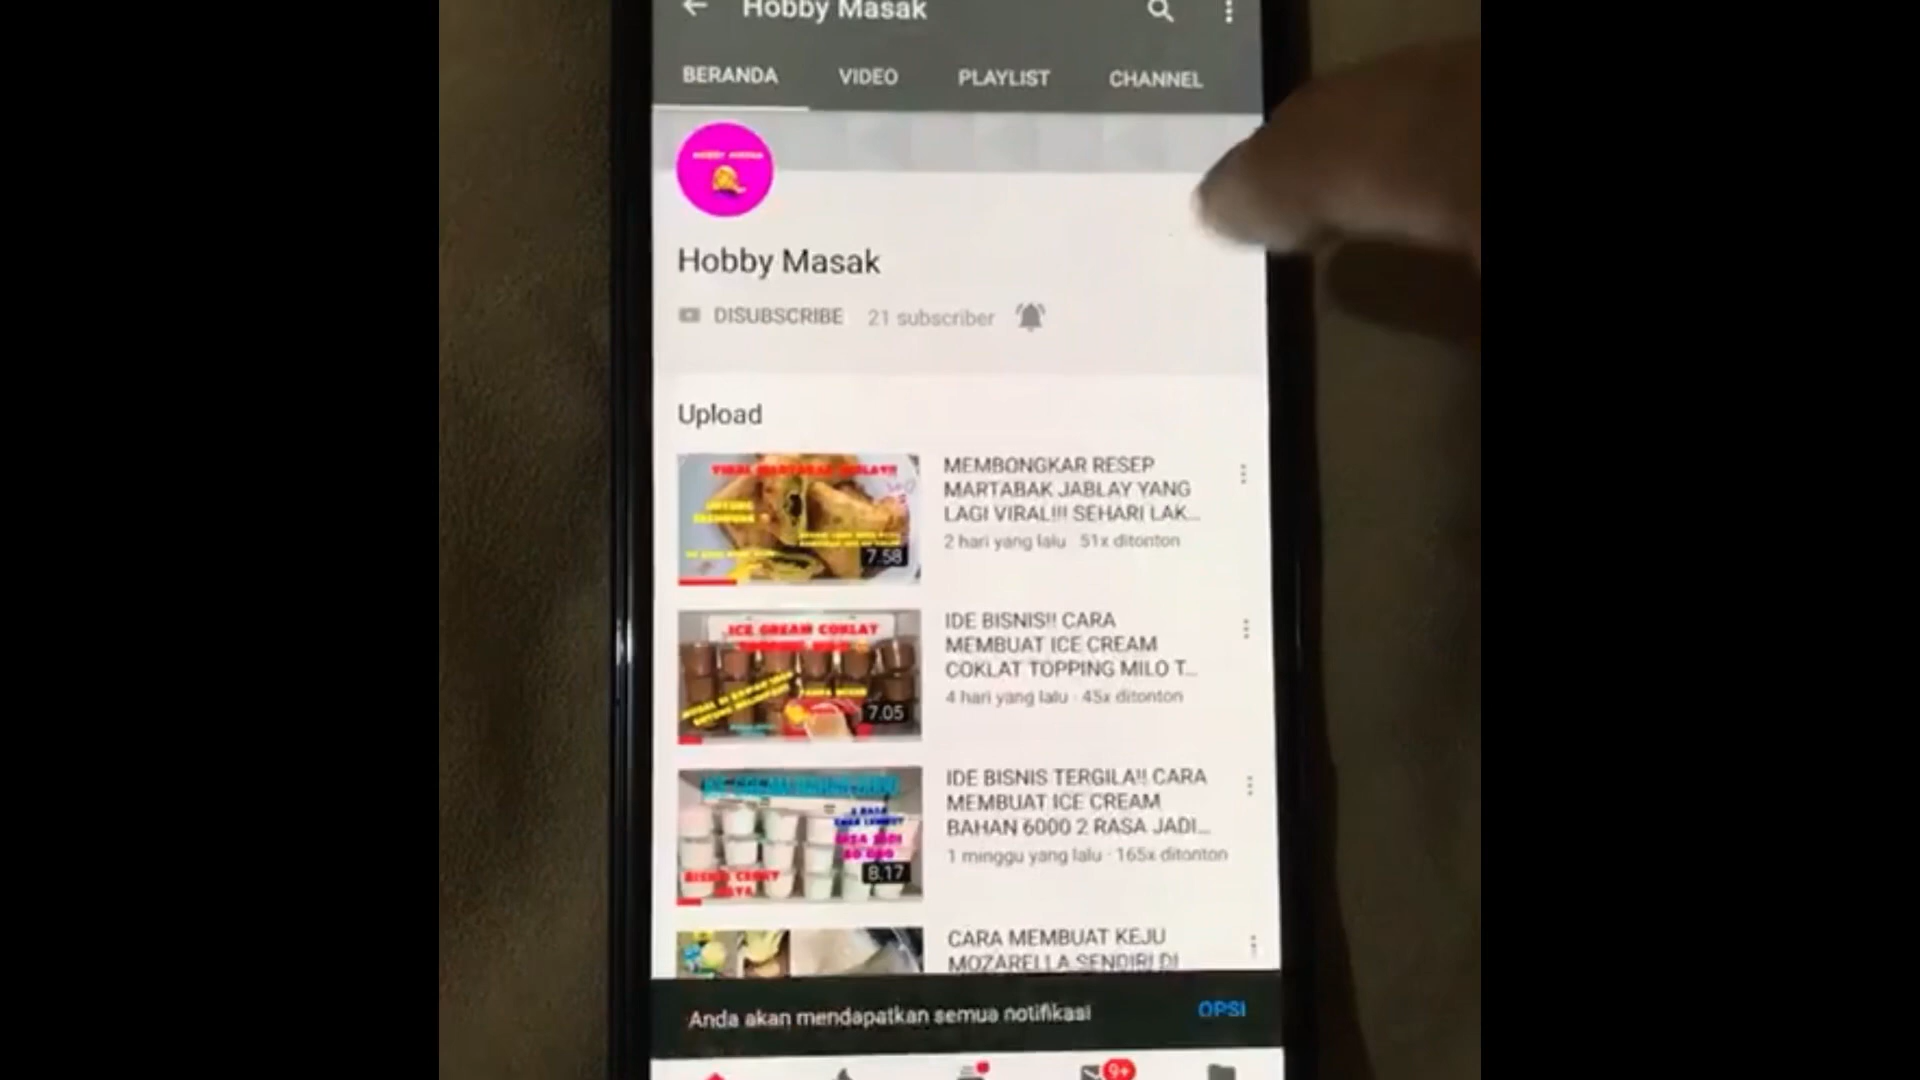 Hobby Masak
BERANDA VIDEO PLAYLIST CHANNEL
Hobby Masak
DISUBSCRIBE 21 subscriber
Upload
MEMBONGKAR RESEP
MARTABAK JABLAY YANG
LAGI VIRAL!!! SEHARI LAK...
2 hari yang lalu · 51x ditonton
7.58
ICE CREAM COKLAT
IDE BISNIS!! CARA
MEMBUAT ICE CREAM
COKLAT TOPPING MILO T...
4 hari yang lalu · 45x ditonton
7.05
IDE BISNIS TERGILA!! CARA
MEMBUAT ICE CREAM
BAHAN 6000 2 RASA JADI...
1 minggu yang lalu · 165x ditonton
8.17
CARA MEMBUAT KEJU
MOZARELLA SENDIRI DI
Anda akan mendapatkan semua notifikasi OPSI
9+